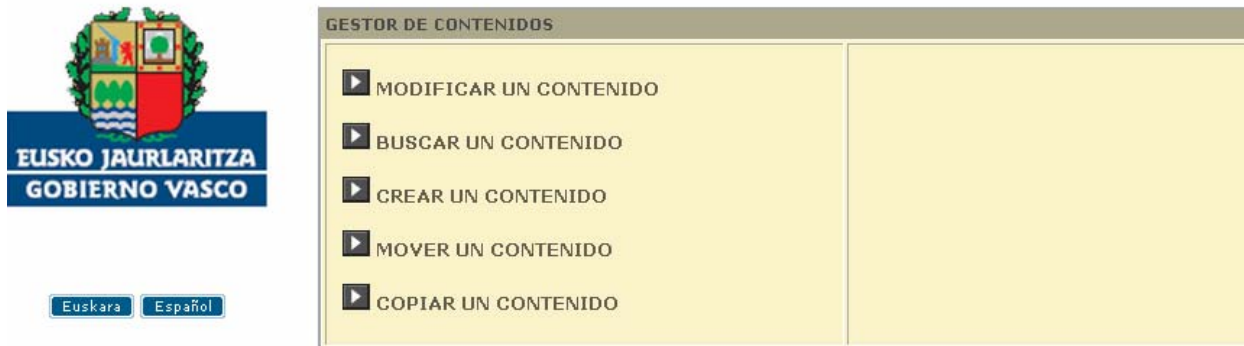 EUSKO JAURLARITZA
GOBIERNO VASCO
Euskara Español
GESTOR DE CONTENIDOS
MODIFICAR UN CONTENIDO
BUSCAR UN CONTENIDO
CREAR UN CONTENIDO
MOVER UN CONTENIDO
COPIAR UN CONTENIDO